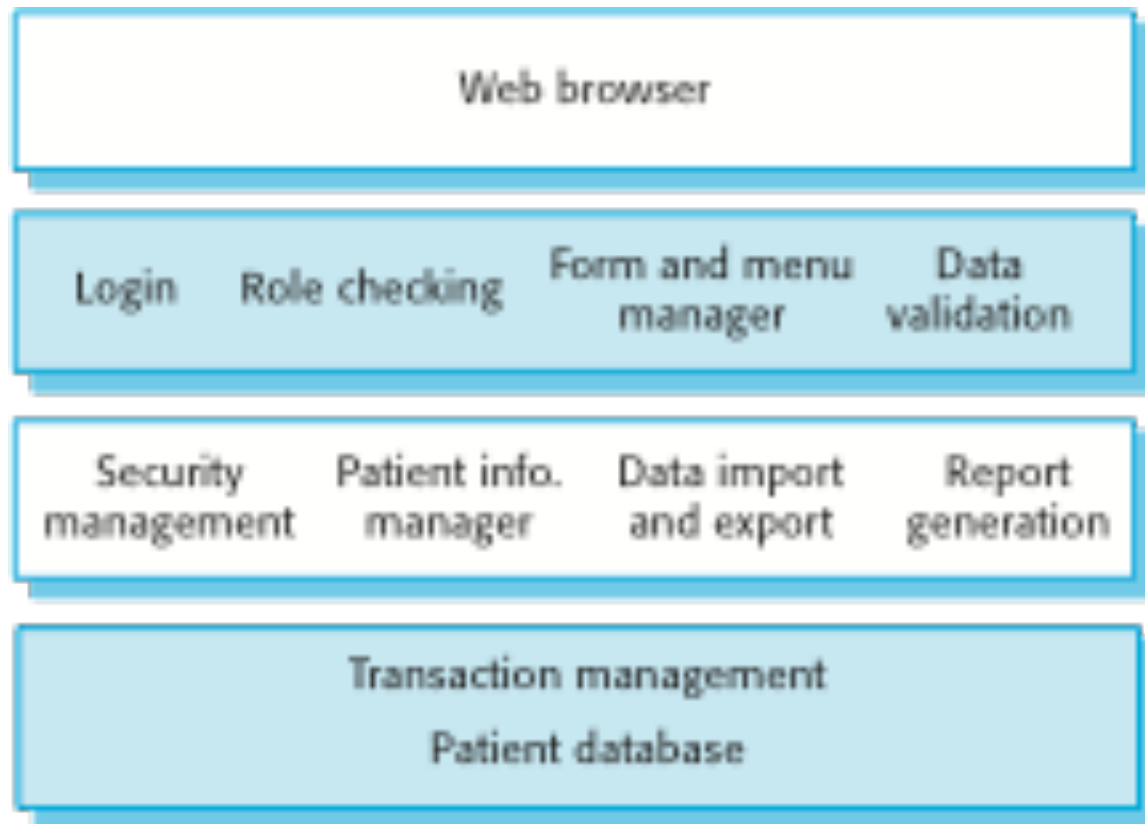 Web browser
Login Role checking Form and menu manager Data validation
Security management Patient info. manager Data import and export Report generation
Transaction management
Patient database